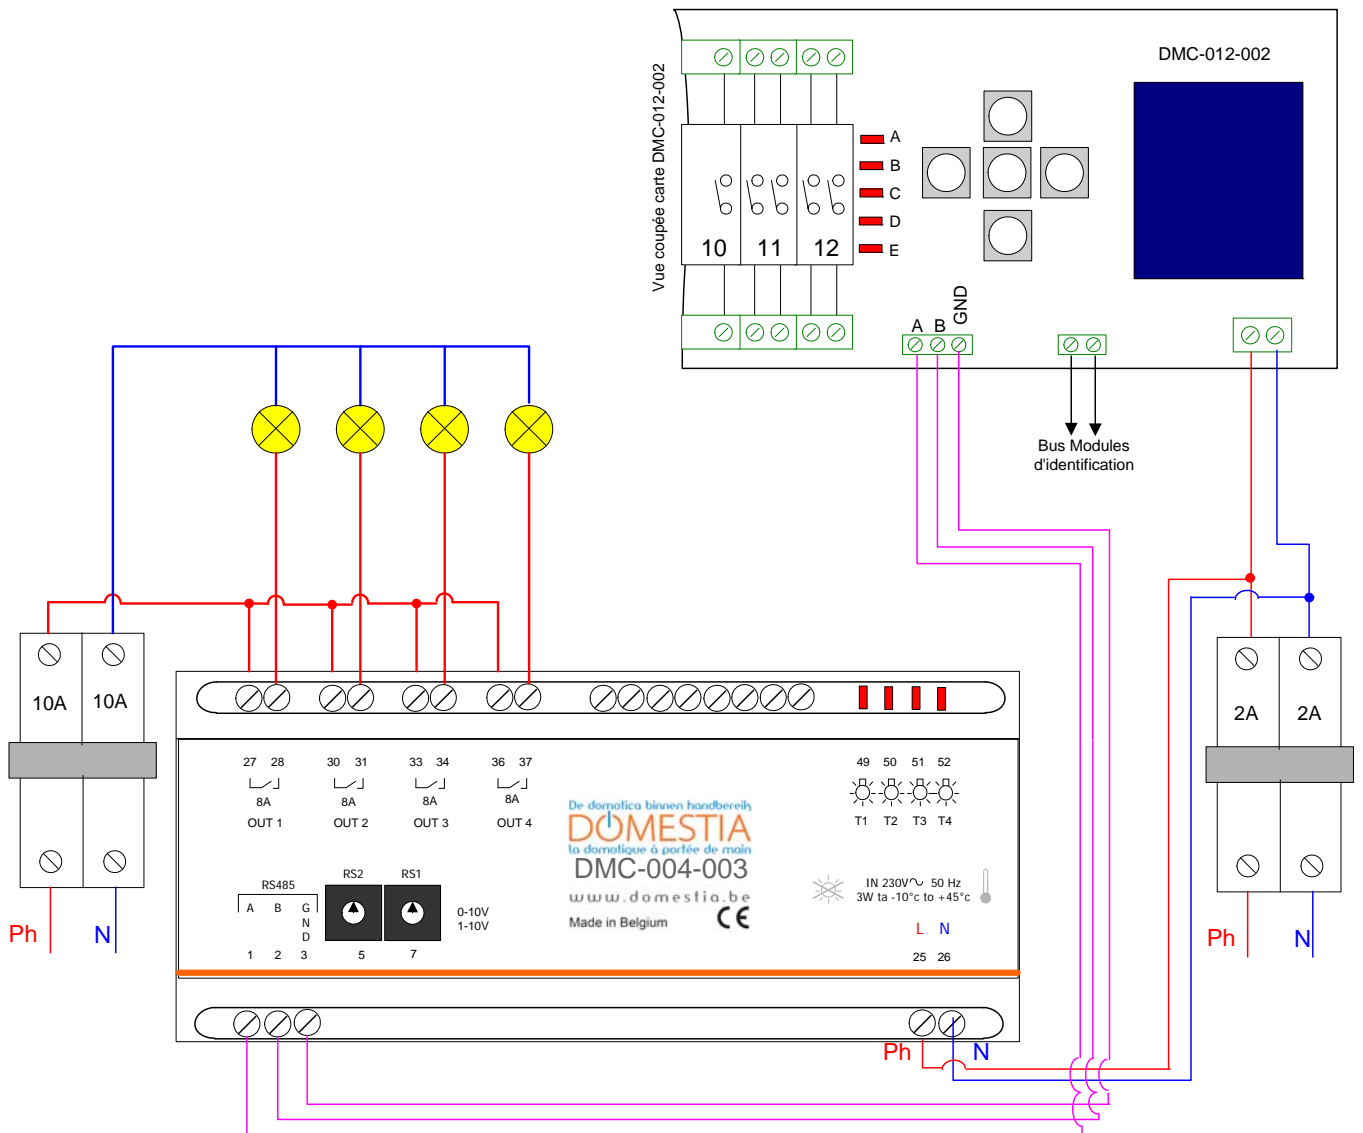 DMC-012-002
Vue coupée carte DMC-012-002
A
B
C
D
E
10 11 12
A B GND
Bus Modules
d'identification
10A 10A
2A 2A
27 28 30 31 33 34 36 37
8A 8A 8A 8A
OUT 1 OUT 2 OUT 3 OUT 4
49 50 51 52
T1 T2 T3 T4
De domotica binnen handbereik
DOMESTIA
la domotique à portée de main
DMC-004-003
www.domestia.be
Made in Belgium CE
RS485 RS2 RS1
A B GND
0-10V
1-10V
1 2 3 5 7
IN 230V 50 Hz
3W ta -10°c to +45°c
L N
25 26
Ph N
Ph N
Ph N